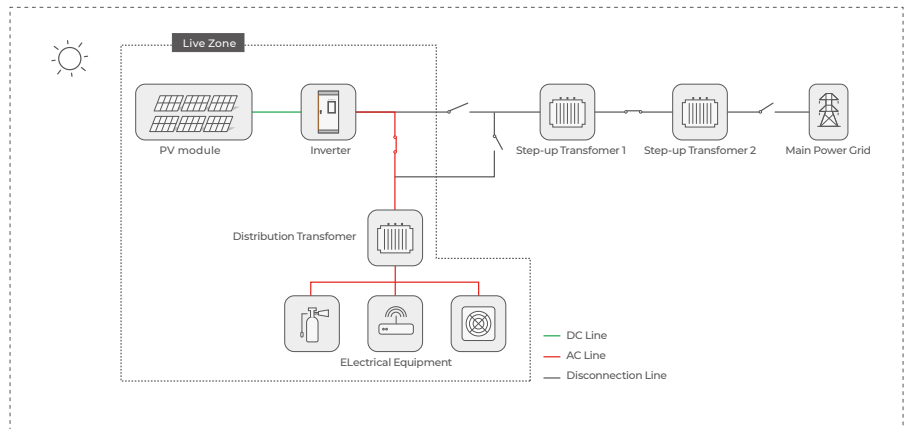 Live Zone
PV module
Inverter
Step-up Transfomer 1
Step-up Transfomer 2
Main Power Grid
Distribution Transfomer
ELectrical Equipment
DC Line
AC Line
Disconnection Line